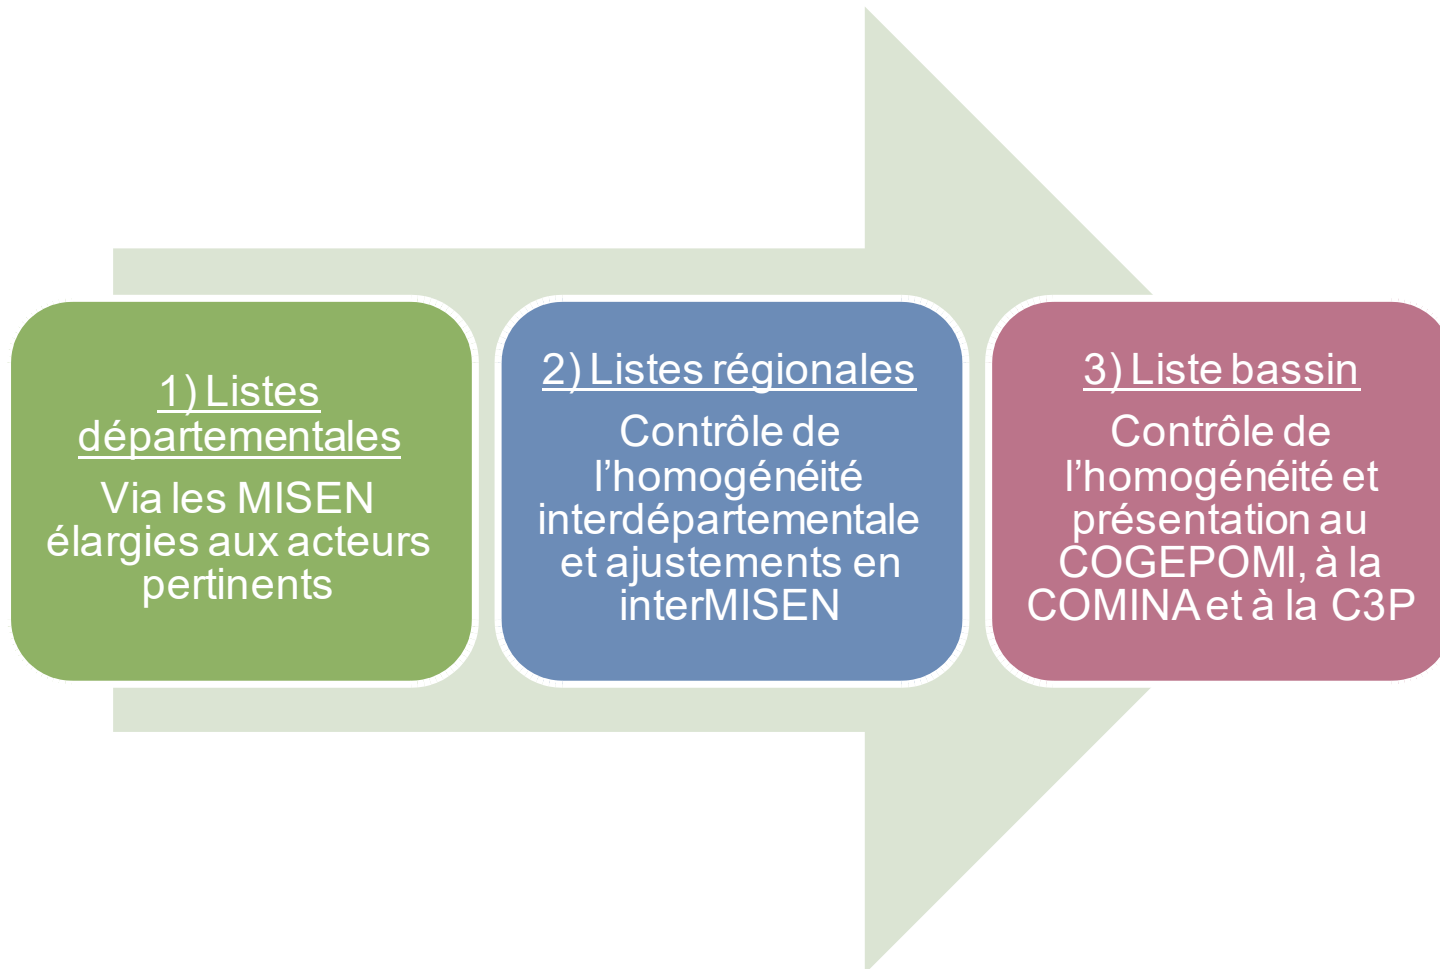 1) Listes
départementales
Via les MISEN
élargies aux acteurs
pertinents
2) Listes régionales
Contrôle de
l’homogénéité
interdépartementale
et ajustements en
interMISEN
3) Liste bassin
Contrôle de
l’homogénéité et
présentation au
COGEPOMI, à la
COMINA et à la C3P